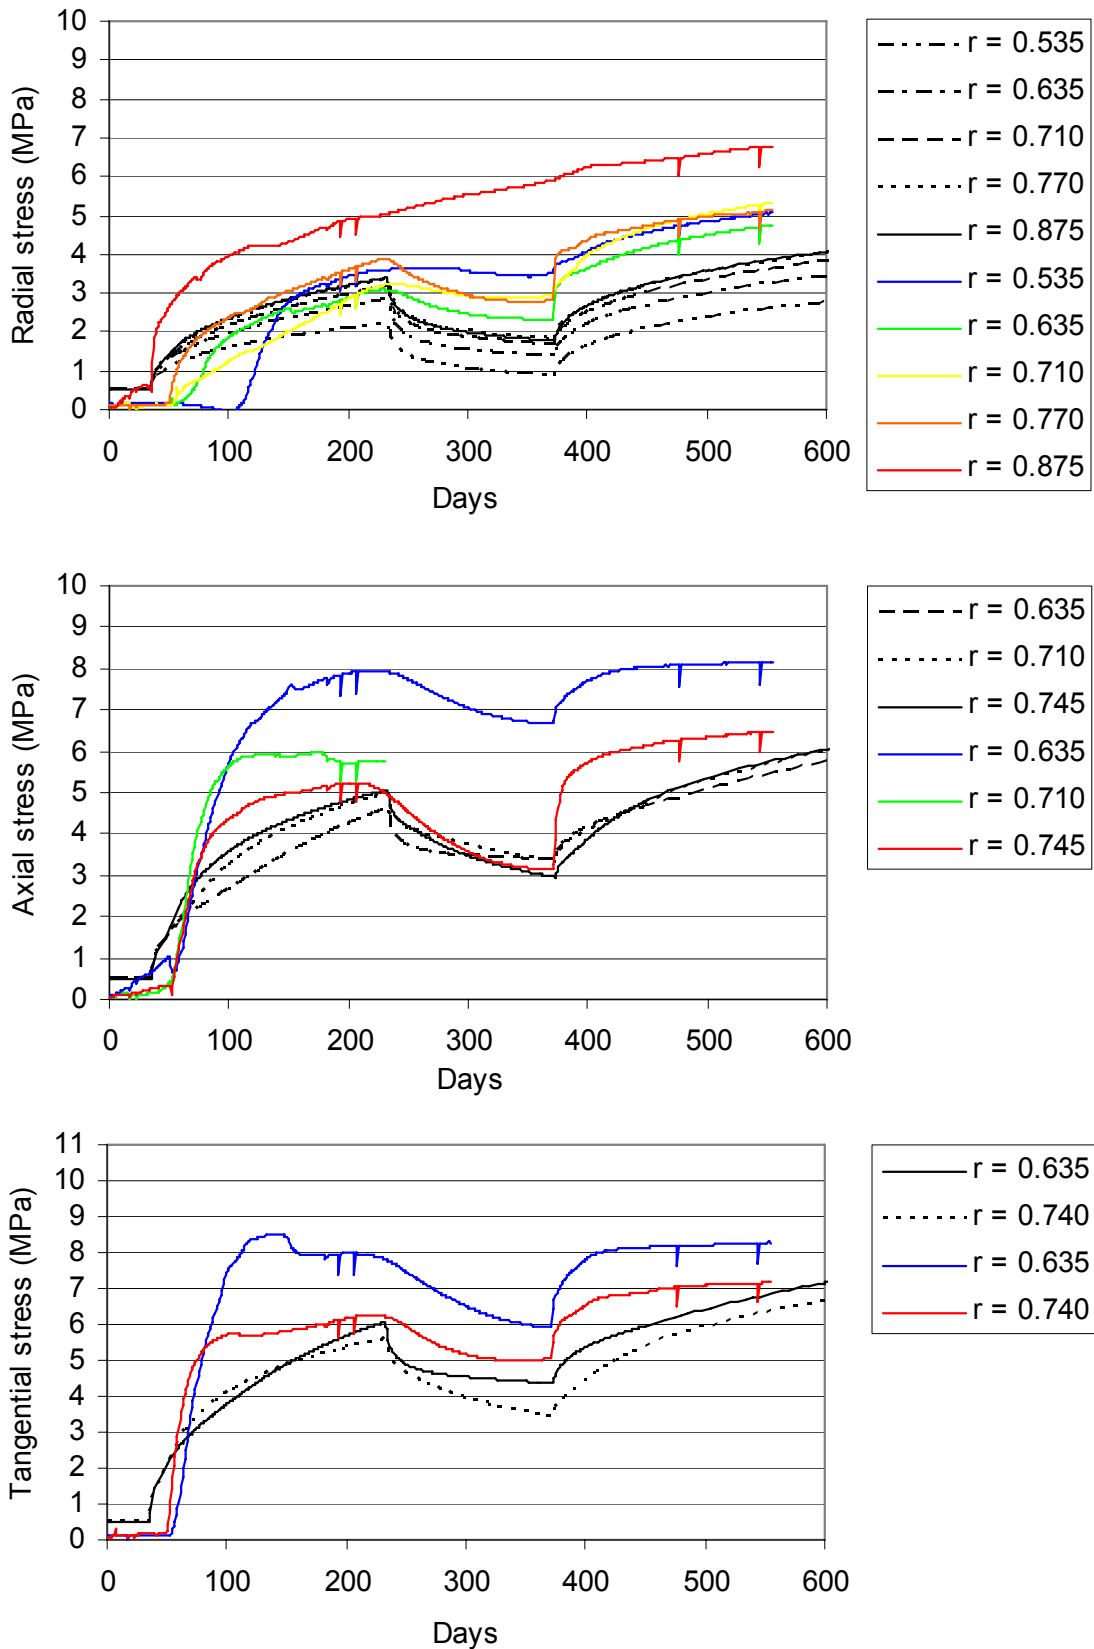 10
9
8
7
6
5
4
3
2
1
0
Radial stress (MPa)
0 100 200 300 400 500 600
Days
r = 0.535
r = 0.635
r = 0.710
r = 0.770
r = 0.875
r = 0.535
r = 0.635
r = 0.710
r = 0.770
r = 0.875
10
9
8
7
6
5
4
3
2
1
0
Axial stress (MPa)
0 100 200 300 400 500 600
Days
r = 0.635
r = 0.710
r = 0.745
r = 0.635
r = 0.710
r = 0.745
11
10
9
8
7
6
5
4
3
2
1
0
Tangential stress (MPa)
0 100 200 300 400 500 600
Days
r = 0.635
r = 0.740
r = 0.635
r = 0.740